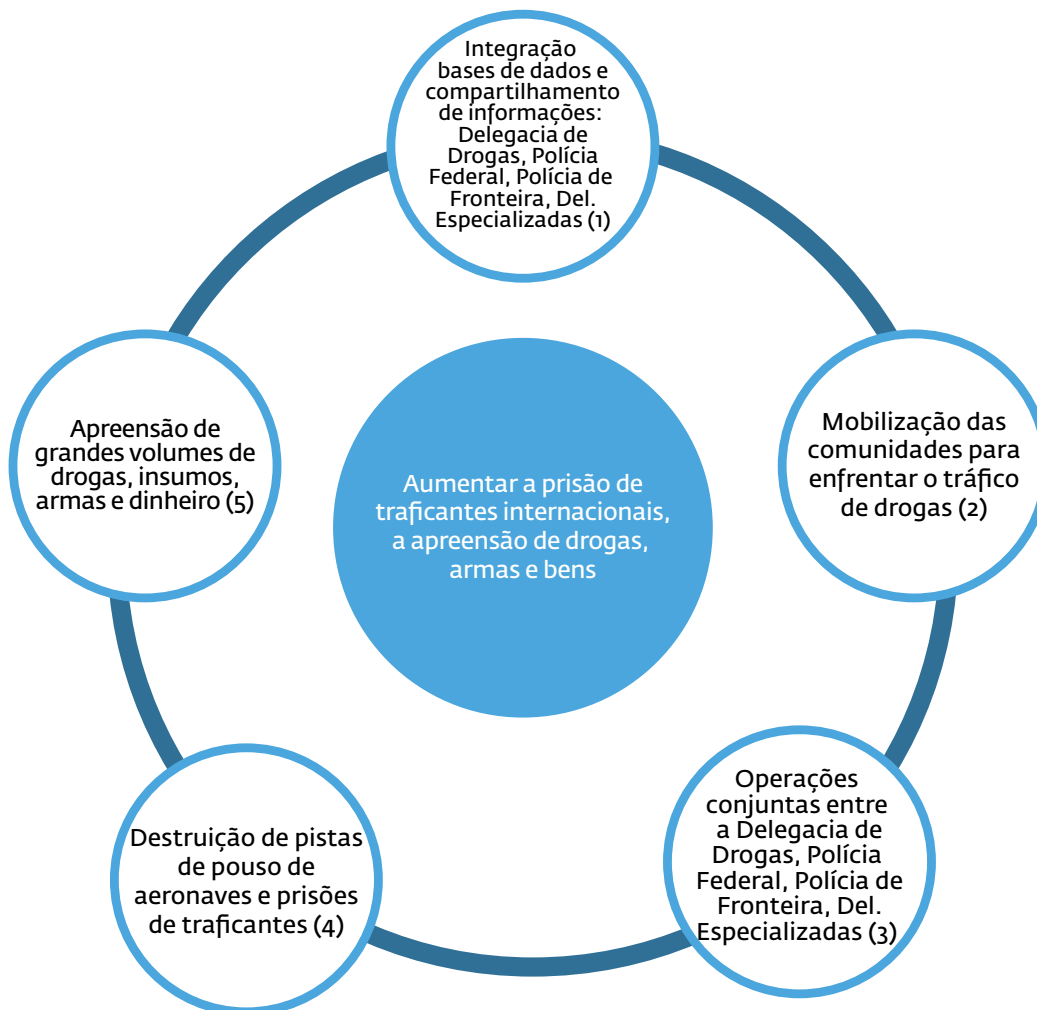 Integração
bases de dados e
compartilhamento
de informações:
Delegacia de
Drogas, Polícia
Federal, Polícia de
Fronteira, Del.
Especializadas (1)
Mobilização das
comunidades para
enfrentar o tráfico
de drogas (2)
Operações
conjuntas entre
a Delegacia de
Drogas, Polícia
Federal, Polícia de
Fronteira, Del.
Especializadas (3)
Destruição de pistas
de pouso de
aeronaves e prisões
de traficantes (4)
Apreensão de
grandes volumes de
drogas, insumos,
armas e dinheiro (5)
Aumentar a prisão de
traficantes internacionais,
a apreensão de drogas,
armas e bens